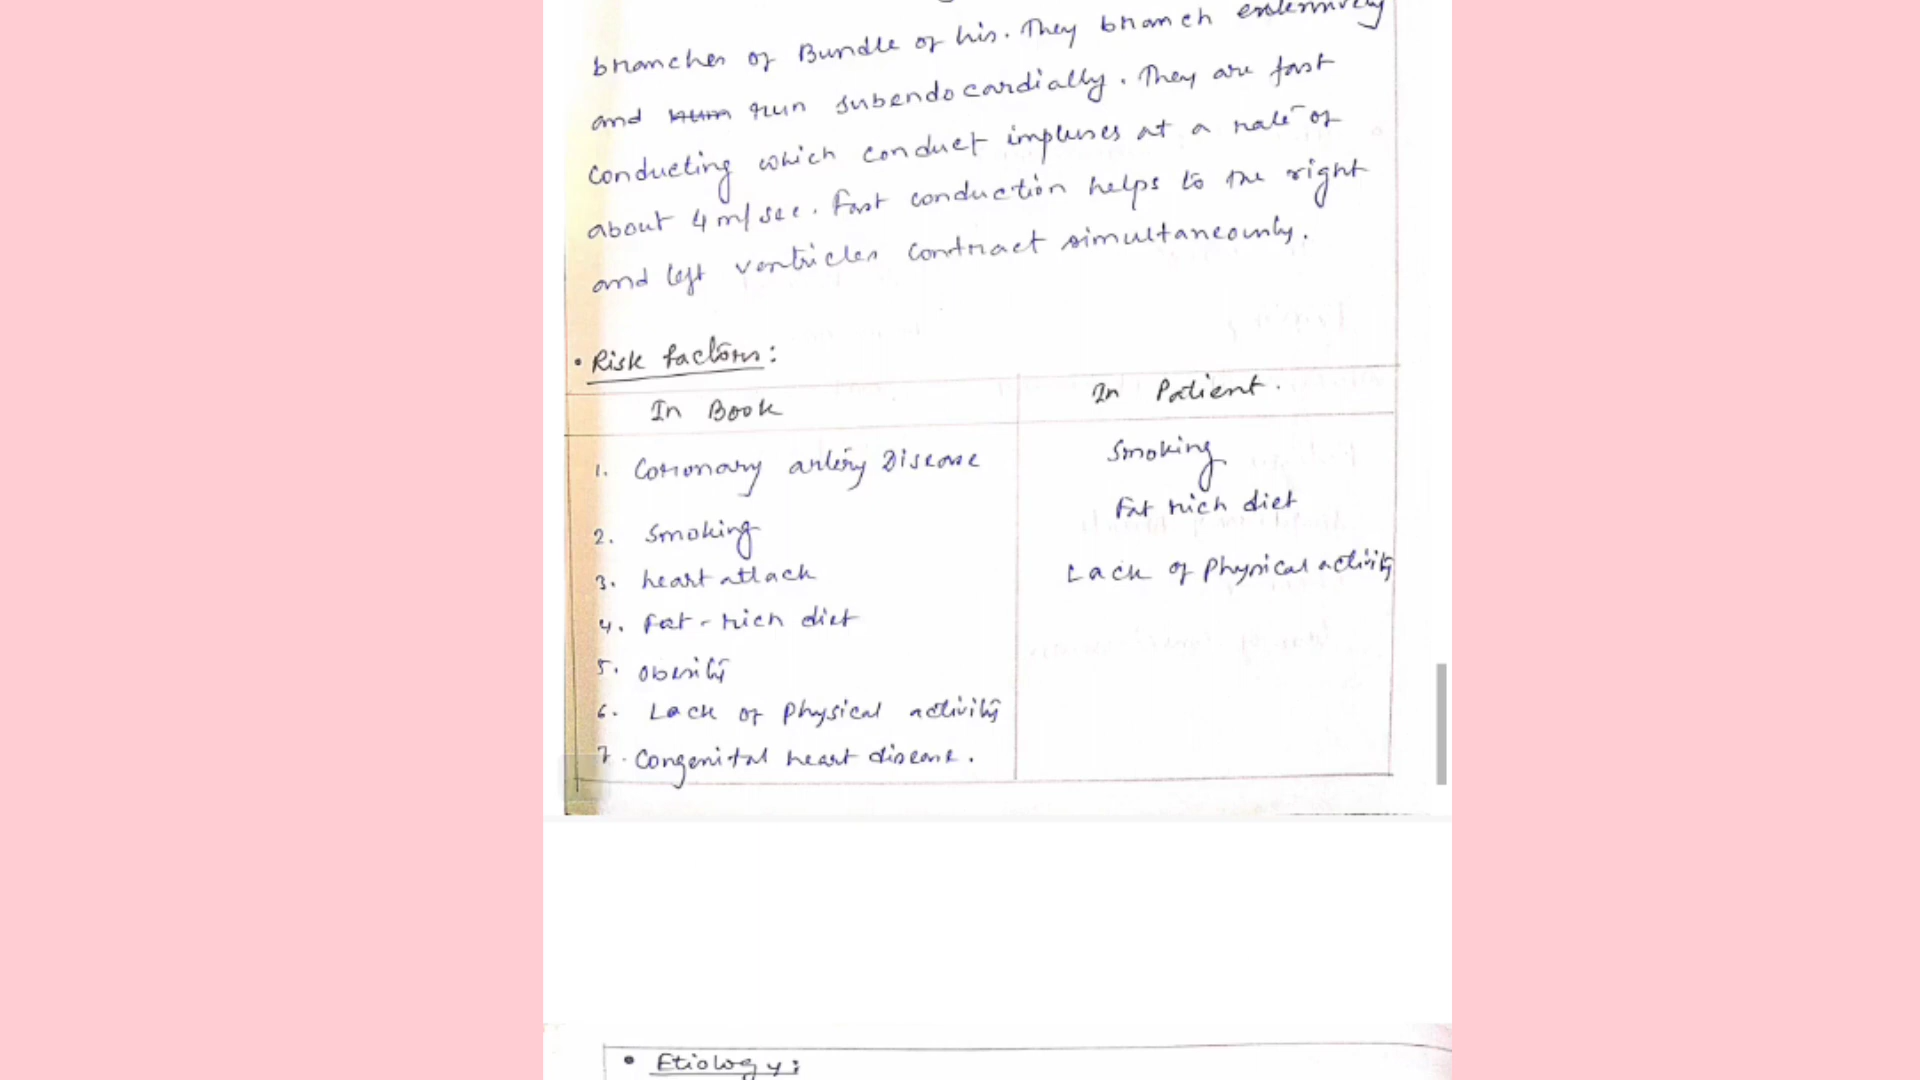 branches of Bundle of his. They branch extensively
and run subendocardially. They are fast
conducting which conduct impluses at a rate of
about 4 m/sec. Fast conduction helps to the right
and left ventricles contract simultaneously.
• Risk factors:
In Book
In Patient.
1. Coronary artery Disease
Smoking
2. Smoking
Fat rich diet
3. heart attack
Lack of Physical activity
4. Fat-rich diet
5. Obesity
6. Lack of Physical activity
7. Congenital heart disease.
• Etiology;